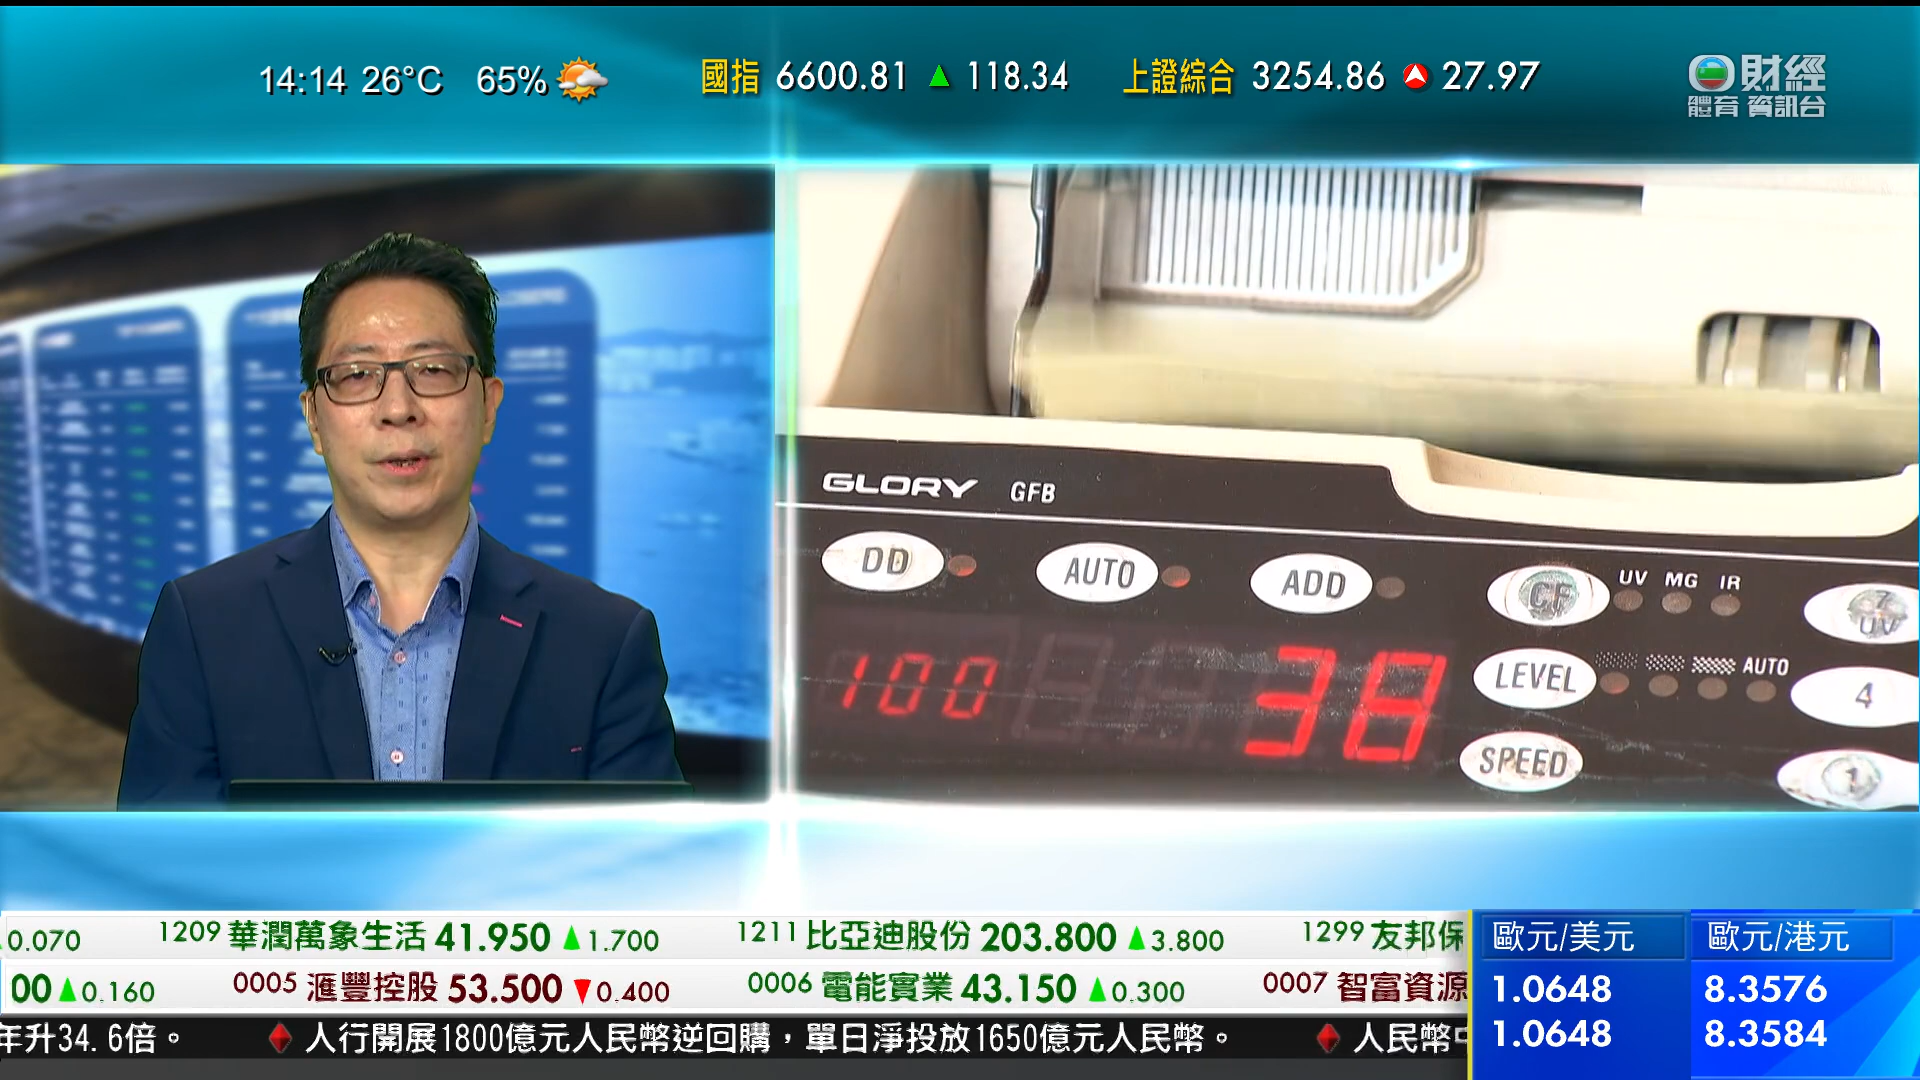 14:14 26°C 65%
國指 6600.81 ▲ 118.34 上證綜合 3254.86 27.97
財經
體育 資訊台
GLORY GFB
DD AUTO ADD GF UV MG IR
UV
100 38 LEVEL AUTO 4
SPEED 1
0.070 1209 華潤萬象生活 41.950 ▲ 1.700 1211 比亞迪股份 203.800 ▲ 3.800 1299 友邦保
00 ▲ 0.160 0005 滙豐控股 53.500 ▼ 0.400 0006 電能實業 43.150 ▲ 0.300 0007 智富資源
年升34.6倍。 ♦ 人行開展1800億元人民幣逆回購，單日淨投放1650億元人民幣。 ♦ 人民幣中
歐元/美元 歐元/港元
1.0648 8.3576
1.0648 8.3584